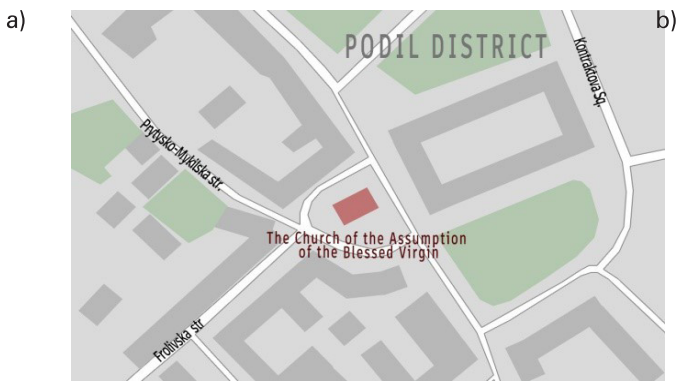 a)
b)
PODIL DISTRICT
Kontraktova Sq.
Prytysko-Mykilska str.
The Church of the Assumption
of the Blessed Virgin
Frolivska str